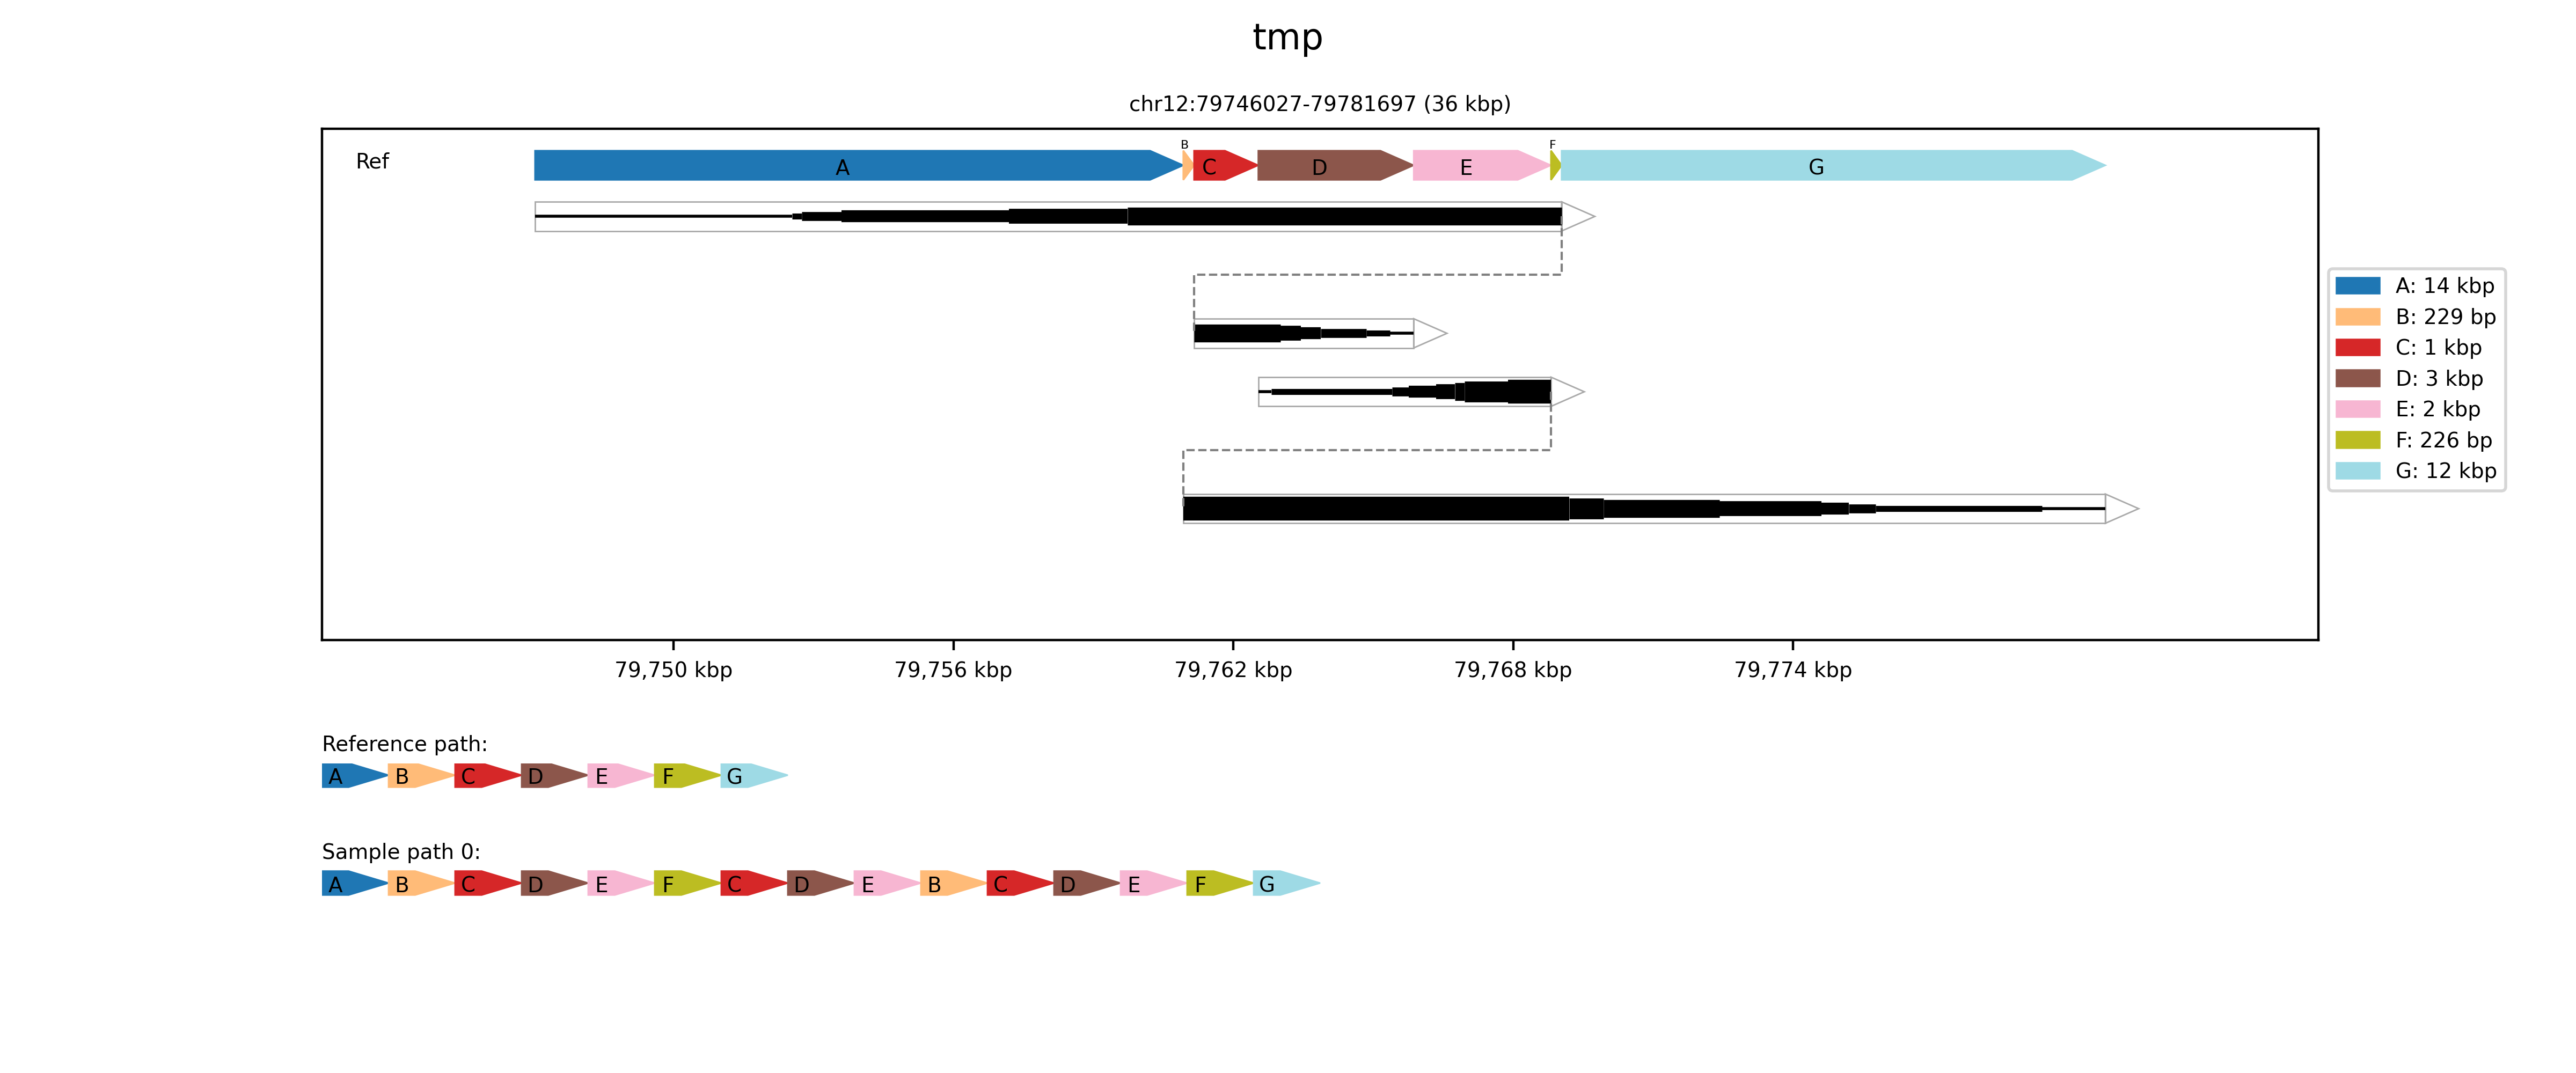 tmp
chr12:79746027-79781697 (36 kbp)
Ref
A B C D E F G
A: 14 kbp
B: 229 bp
C: 1 kbp
D: 3 kbp
E: 2 kbp
F: 226 bp
G: 12 kbp
79,750 kbp 79,756 kbp 79,762 kbp 79,768 kbp 79,774 kbp
Reference path:
A B C D E F G
Sample path 0:
A B C D E F C D E B C D E F G